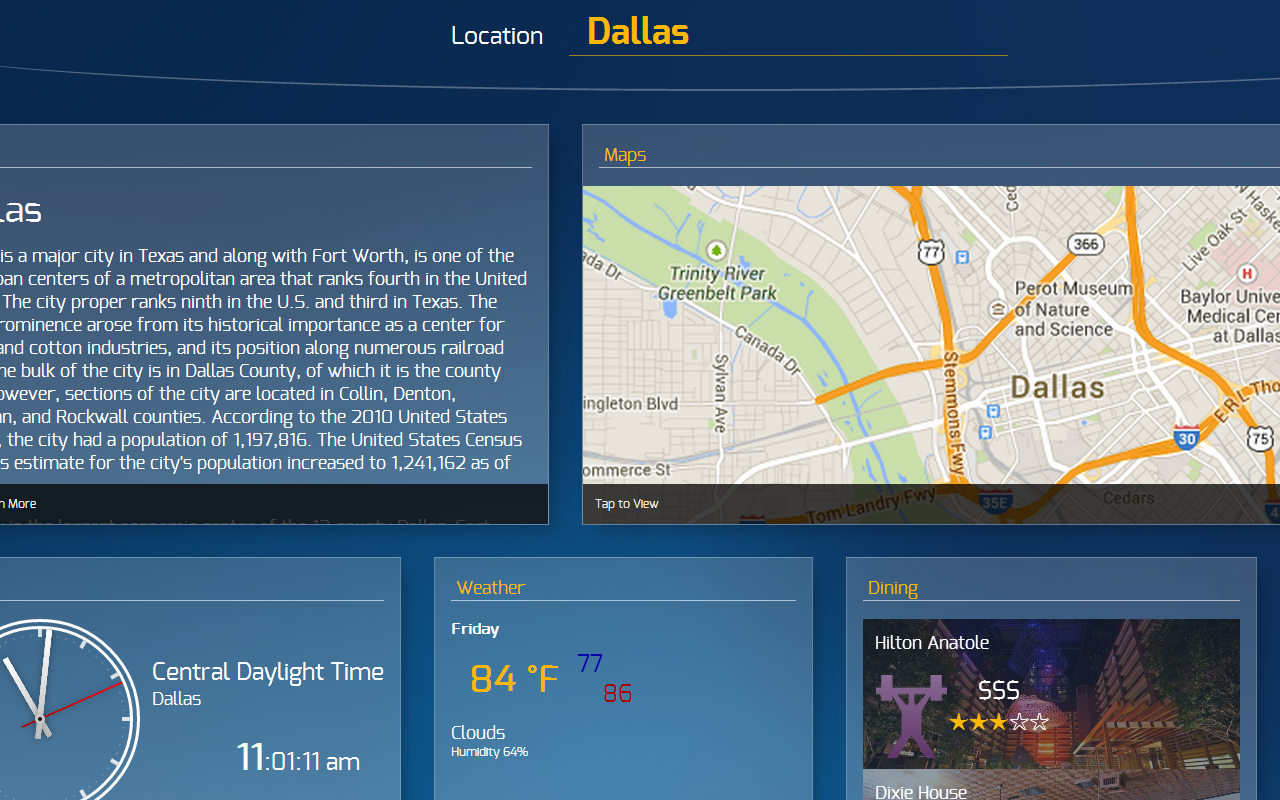 Location Dallas
las
is a major city in Texas and along with Fort Worth, is one of the
ban centers of a metropolitan area that ranks fourth in the United
The city proper ranks ninth in the U.S. and third in Texas. The
rominence arose from its historical importance as a center for
and cotton industries, and its position along numerous railroad
he bulk of the city is in Dallas County, of which it is the county
owever, sections of the city are located in Collin, Denton,
an, and Rockwall counties. According to the 2010 United States
, the city had a population of 1,197,816. The United States Census
s estimate for the city's population increased to 1,241,162 as of
n More
Maps
77
366
Live Oak St
N Haske
ada Dr
Trinity River
Greenbelt Park
Perot Museum
of Nature
and Science
H
Baylor Unive
Medical Cen
at Dallas
Canada Dr
Sylvan Ave
Stemmons Fwy
Dallas
ingleton Blvd
E R L Tho
30
75
ommerce St
Tap to View
Tom Landry Fwy
35E
Cedars
Central Daylight Time
Dallas
11:01:11 am
Weather
Friday
84 °F
77
86
Clouds
Humidity 64%
Dining
Hilton Anatole
$$$
Dixie House